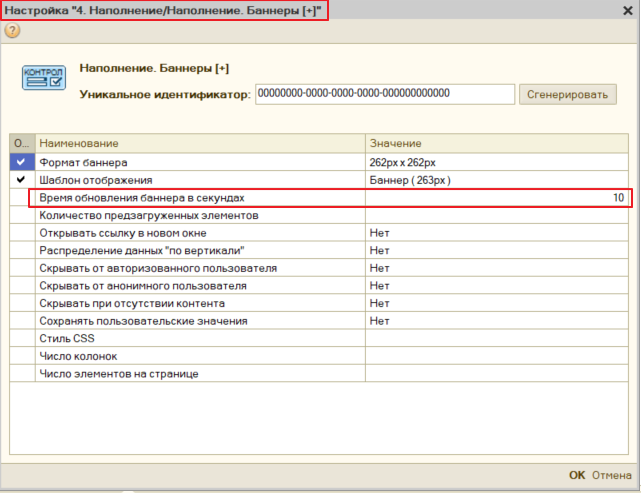 Настройка "4. Наполнение/Наполнение. Баннеры [+]"
?
КОНТРОЛ
Наполнение. Баннеры [+]
Уникальное идентификатор: 00000000-0000-0000-0000-000000000000 Сгенерировать
О... Наименование Значение
Формат баннера 262px x 262px
Шаблон отображения Баннер ( 263px )
Время обновления баннера в секундах 10
Количество предзагруженных элементов
Открывать ссылку в новом окне Нет
Распределение данных "по вертикали" Нет
Скрывать от авторизованного пользователя Нет
Скрывать от анонимного пользователя Нет
Скрывать при отсутствии контента Нет
Сохранять пользовательские значения Нет
Стиль CSS
Число колонок
Число элементов на странице
OK Отмена